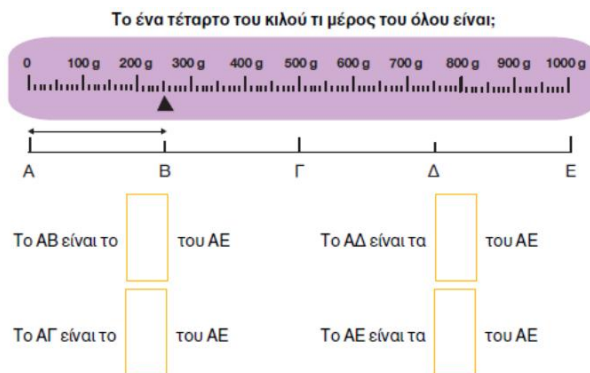 Το ένα τέταρτο του κιλού τι μέρος του όλου είναι;
0 100 g 200 g 300 g 400 g 500 g 600 g 700 g 800 g 900 g 1000 g
Α Β Γ Δ Ε
Το ΑΒ είναι το του ΑΕ Το ΑΔ είναι τα του ΑΕ
Το ΑΓ είναι το του ΑΕ Το ΑΕ είναι τα του ΑΕ